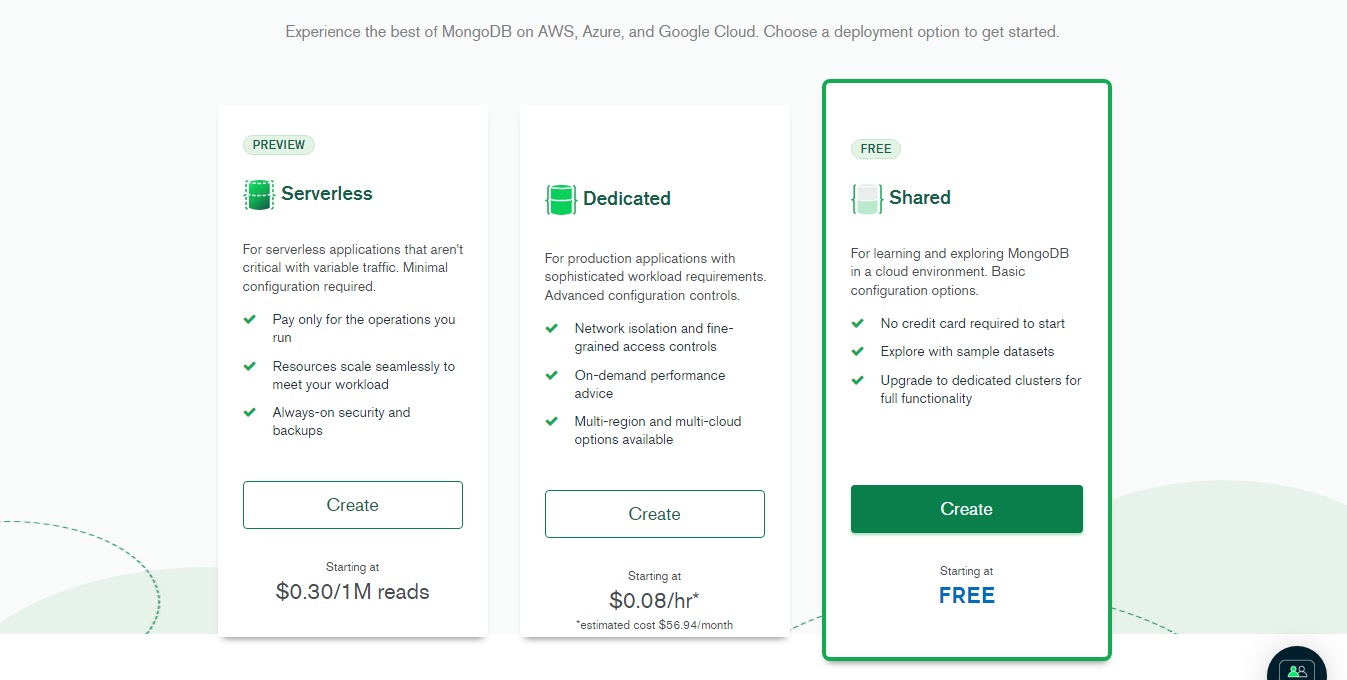 Experience the best of MongoDB on AWS, Azure, and Google Cloud. Choose a deployment option to get started.
PREVIEW
Serverless
For serverless applications that aren't
critical with variable traffic. Minimal
configuration required.
Pay only for the operations you
run
Resources scale seamlessly to
meet your workload
Always-on security and
backups
Create
Starting at
$0.30/1M reads
Dedicated
For production applications with
sophisticated workload requirements.
Advanced configuration controls.
Network isolation and fine-
grained access controls
On-demand performance
advice
Multi-region and multi-cloud
options available
Create
Starting at
$0.08/hr*
*estimated cost $56.94/month
FREE
Shared
For learning and exploring MongoDB
in a cloud environment. Basic
configuration options.
No credit card required to start
Explore with sample datasets
Upgrade to dedicated clusters for
full functionality
Create
Starting at
FREE